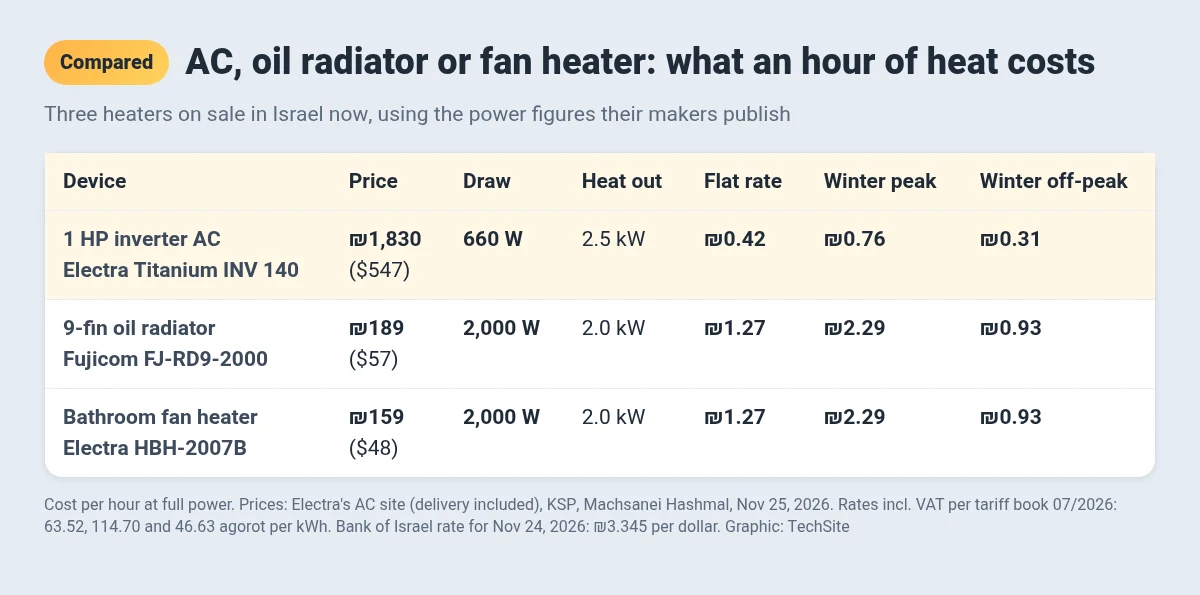 Compared
AC, oil radiator or fan heater: what an hour of heat costs
Three heaters on sale in Israel now, using the power figures their makers publish
Device Price Draw Heat out Flat rate Winter peak Winter off-peak
1 HP inverter AC ₪1,830 660 W 2.5 kW ₪0.42 ₪0.76 ₪0.31
Electra Titanium INV 140 ($547)
9-fin oil radiator ₪189 2,000 W 2.0 kW ₪1.27 ₪2.29 ₪0.93
Fujicom FJ-RD9-2000 ($57)
Bathroom fan heater ₪159 2,000 W 2.0 kW ₪1.27 ₪2.29 ₪0.93
Electra HBH-2007B ($48)
Cost per hour at full power. Prices: Electra's AC site (delivery included), KSP, Machsanei Hashmal, Nov 25, 2026. Rates incl. VAT per tariff book 07/2026:
63.52, 114.70 and 46.63 agorot per kWh. Bank of Israel rate for Nov 24, 2026: ₪3.345 per dollar. Graphic: TechSite